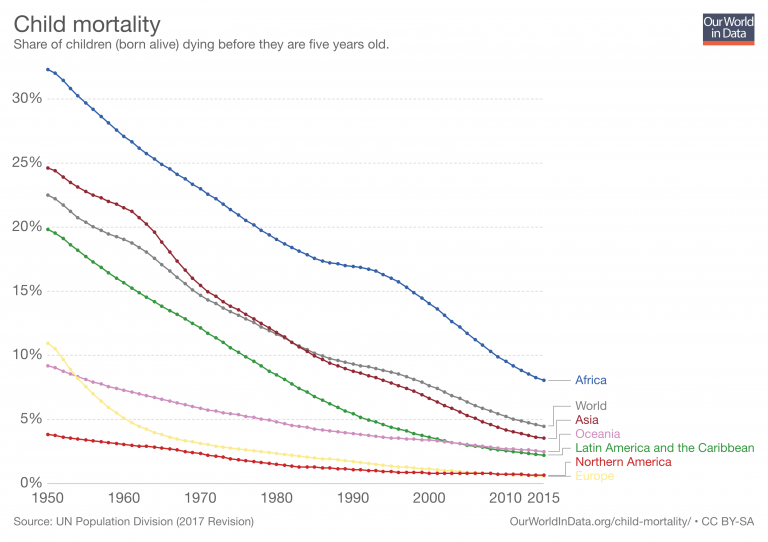 Child mortality
Share of children (born alive) dying before they are five years old.
Our World
in Data
30%
25%
20%
15%
10%
5%
0%
1950 1960 1970 1980 1990 2000 2010 2015
Africa
World
Asia
Oceania
Latin America and the Caribbean
Northern America
Europe
Source: UN Population Division (2017 Revision)
OurWorldInData.org/child-mortality/ • CC BY-SA